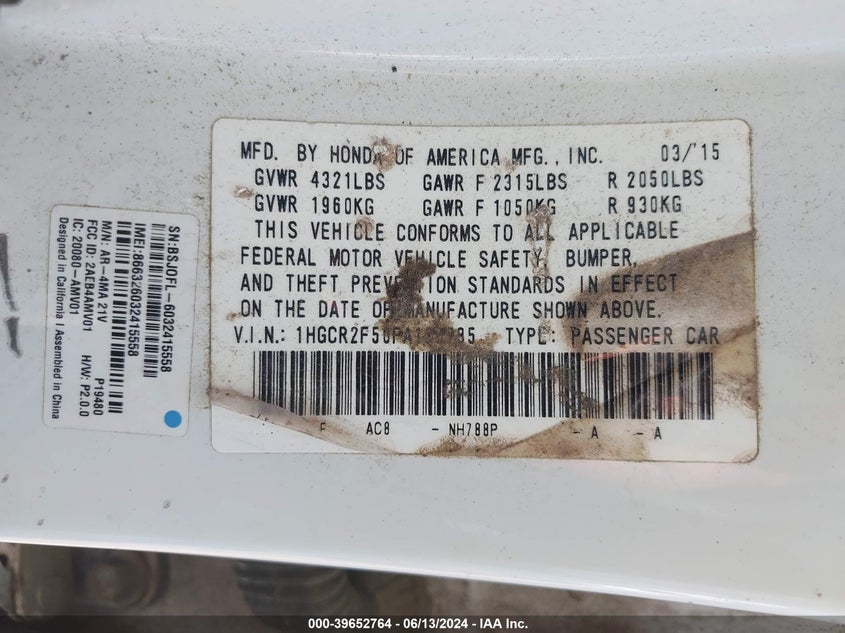 MFD. BY HONDA OF AMERICA MFG., INC. 03/'15
GVWR 4321LBS GAWR F 2315LBS R 2050LBS
GVWR 1960KG GAWR F 1050KG R 930KG
THIS VEHICLE CONFORMS TO ALL APPLICABLE
FEDERAL MOTOR VEHICLE SAFETY, BUMPER,
AND THEFT PREVENTION STANDARDS IN EFFECT
ON THE DATE OF MANUFACTURE SHOWN ABOVE.
V.I.N.: TYPE: PASSENGER CAR
F AC8 - NH788P - A - A
SN:BSJOFL-6032415558
IMEI:866326032415558
M/N: AR-4MA 21V P19480
FCC ID: 2AEB4AMV01 H/W: P2.0.0
IC: 20080-AMV01
Designed in California | Assembled in China
000-39652764 - 06/13/2024 - IAA Inc.